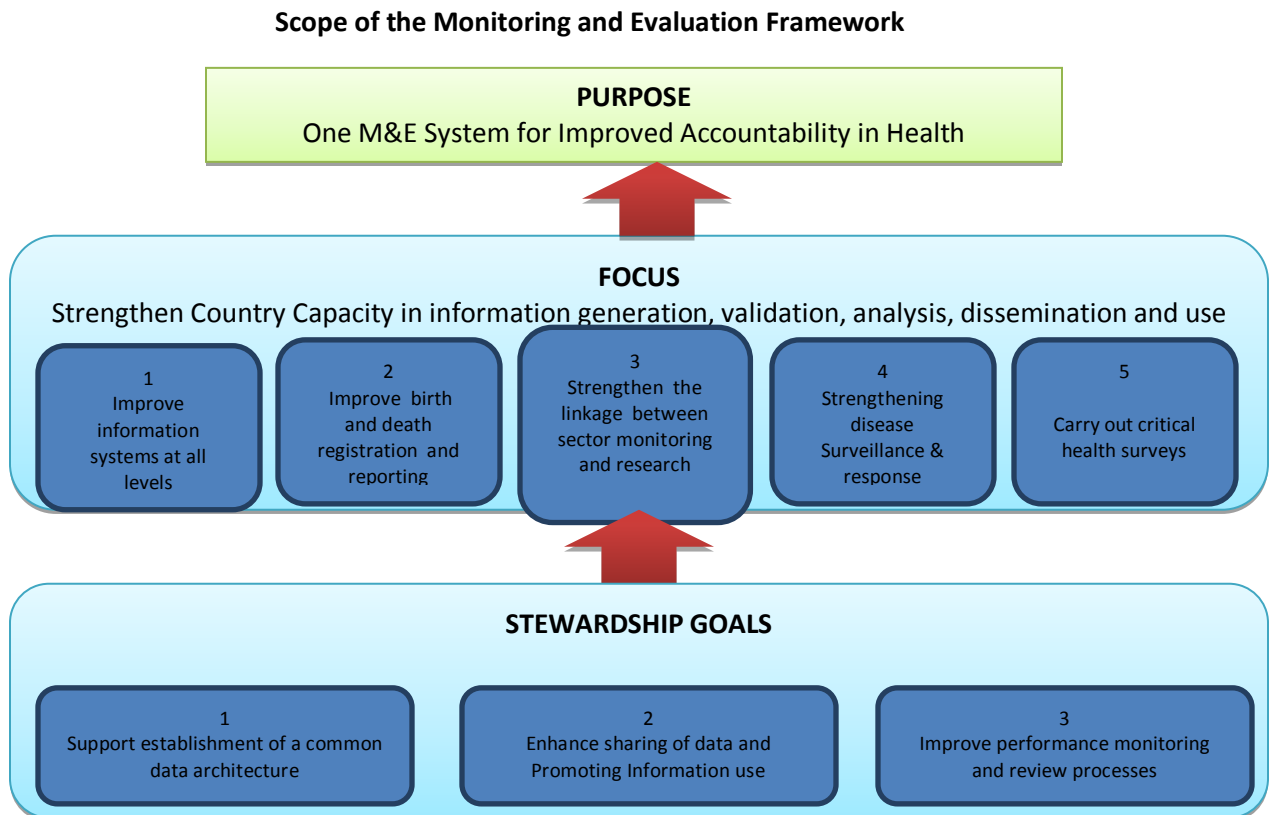 Scope of the Monitoring and Evaluation Framework
PURPOSE
One M&E System for Improved Accountability in Health
FOCUS
Strengthen Country Capacity in information generation, validation, analysis, dissemination and use
1
Improve
information
systems at all
levels
2
Improve birth
and death
registration and
reporting
3
Strengthen the
linkage between
sector monitoring
and research
4
Strengthening
disease
Surveillance &
response
5
Carry out critical
health surveys
STEWARDSHIP GOALS
1
Support establishment of a common
data architecture
2
Enhance sharing of data and
Promoting Information use
3
Improve performance monitoring
and review processes